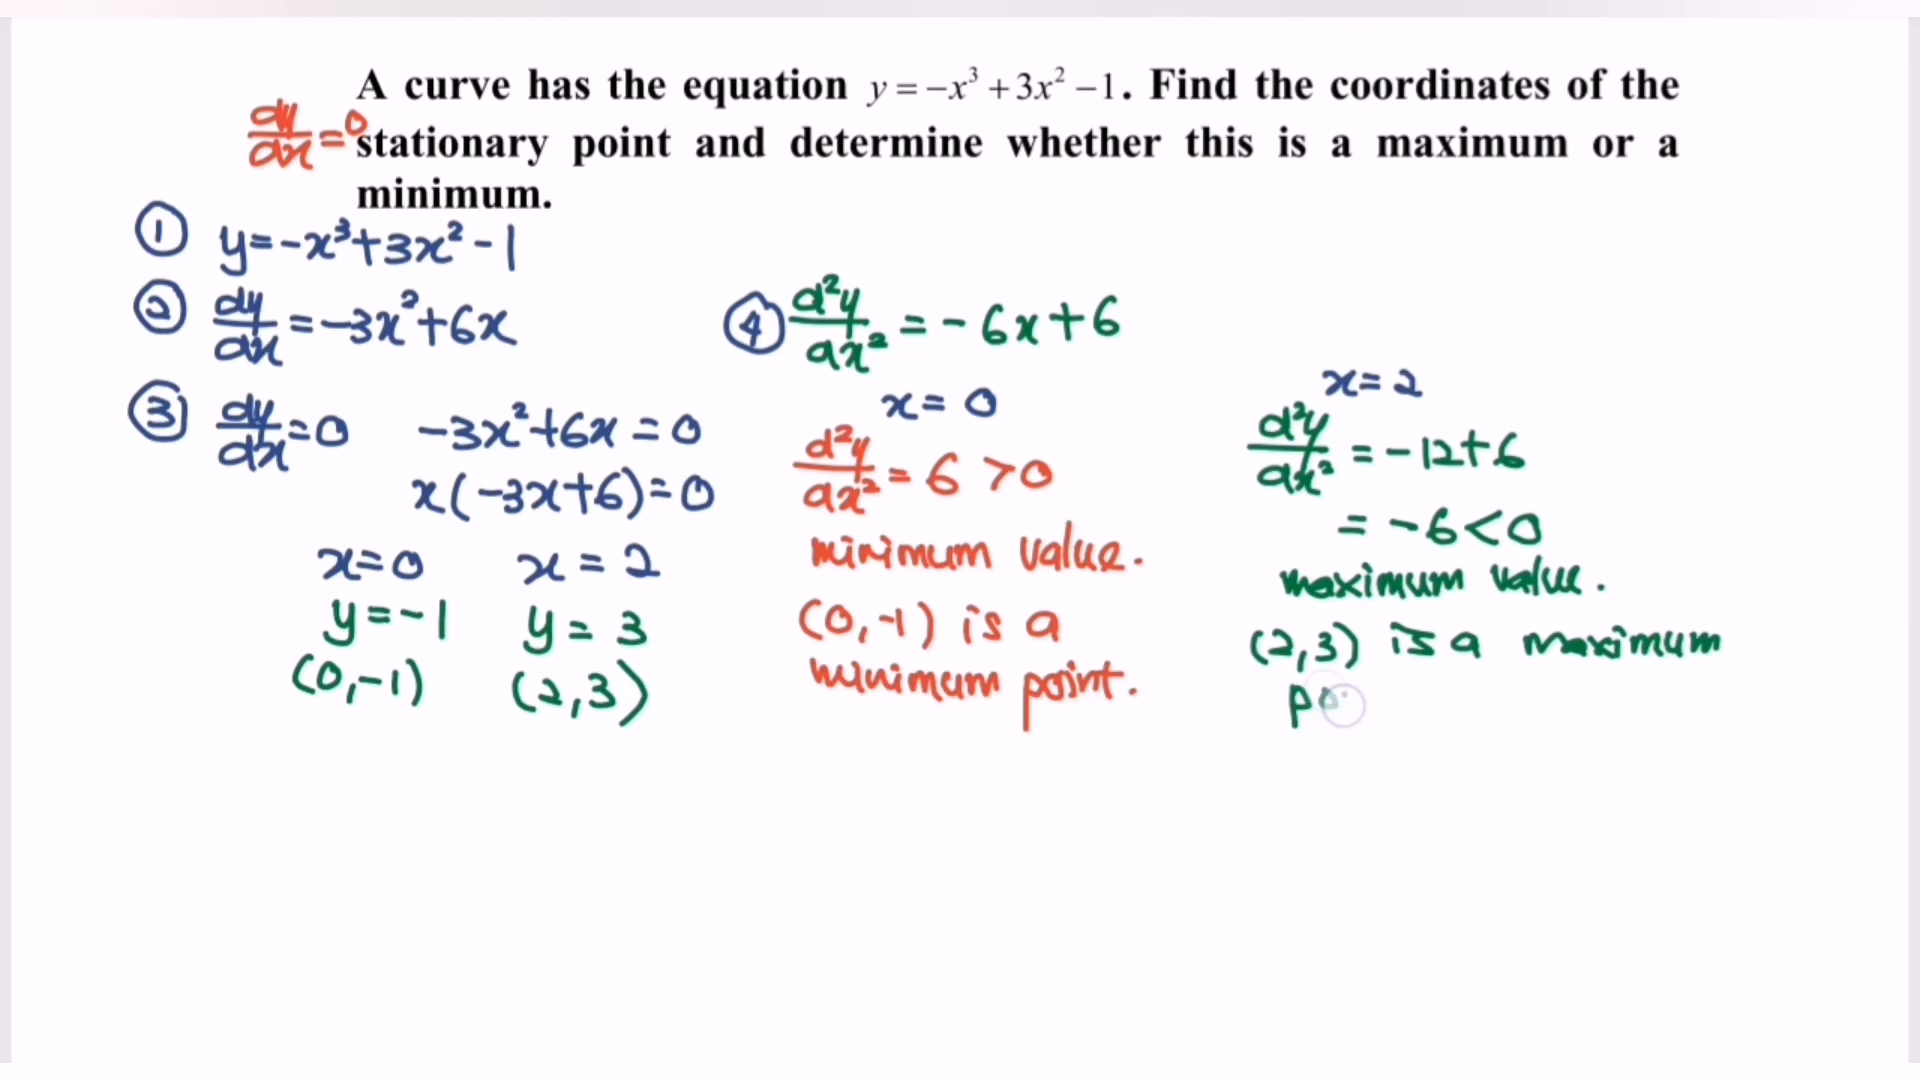 A curve has the equation y = −x³ + 3x² − 1. Find the coordinates of the
dy/dx = 0
stationary point and determine whether this is a maximum or a
minimum.
① y = -x³ + 3x² - 1
② dy/dx = -3x² + 6x
③ dy/dx = 0 -3x² + 6x = 0
x(-3x+6) = 0
x = 0 x = 2
y = -1 y = 3
(0,-1) (2,3)
④ d²y/dx² = -6x + 6
x = 0
d²y/dx² = 6 > 0
minimum value.
(0,-1) is a
minimum point.
x = 2
d²y/dx² = -12+6
= -6 < 0
maximum value.
(2,3) is a maximum
po